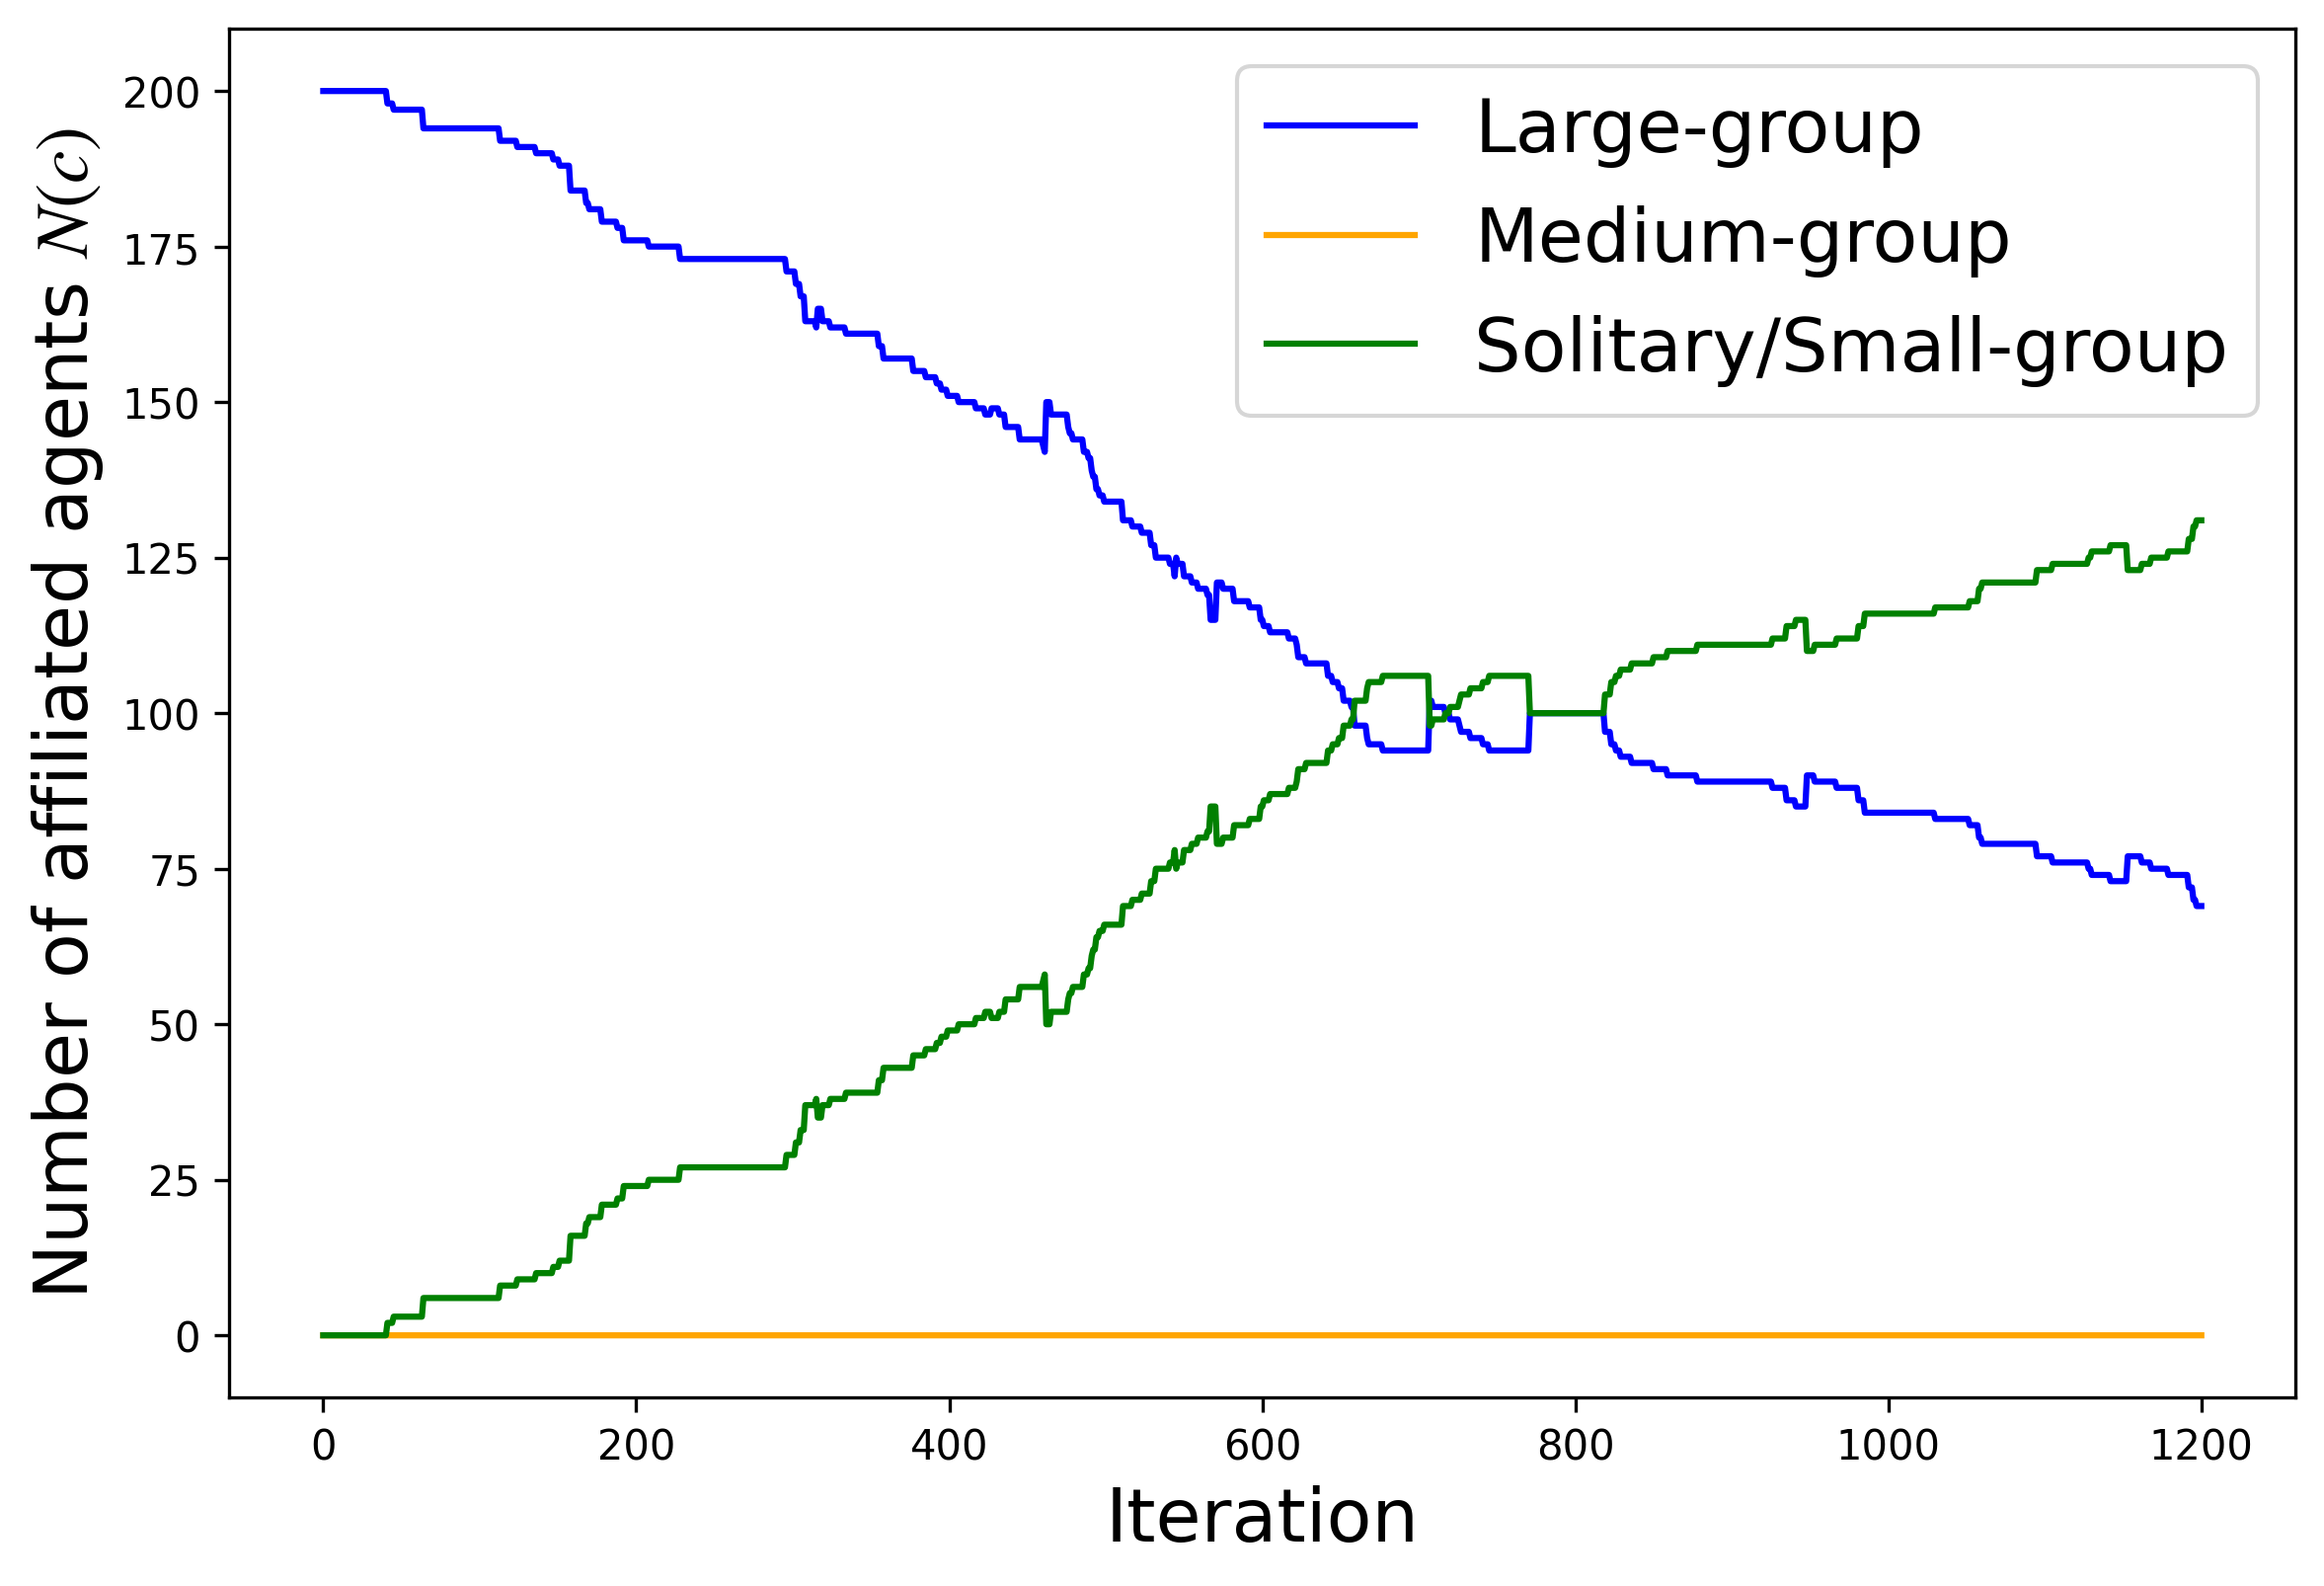 Number of affiliated agents N(c)
200
175
150
125
100
75
50
25
0
Large-group
Medium-group
Solitary/Small-group
0 200 400 600 800 1000 1200
Iteration